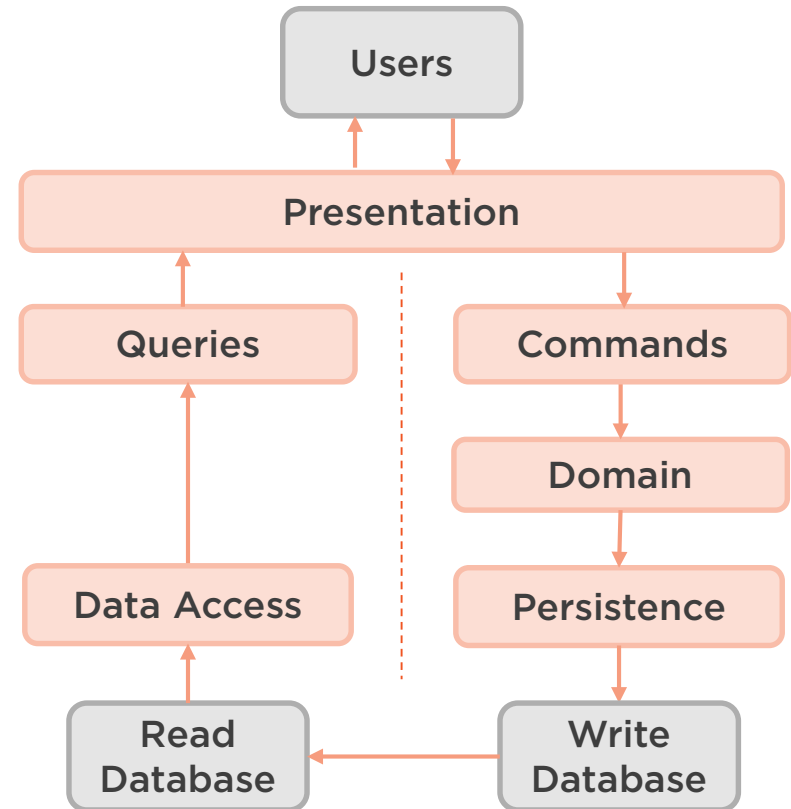 Users
Presentation
Queries
Commands
Domain
Data Access
Persistence
Read
Database
Write
Database